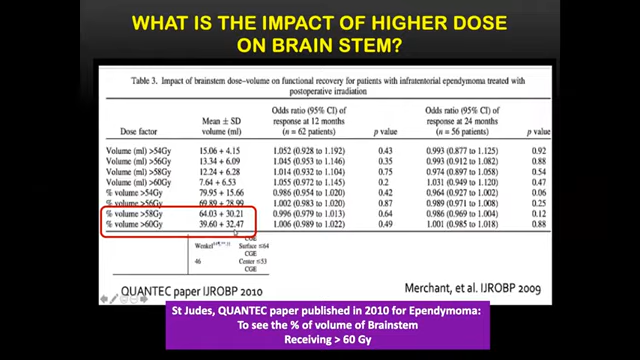 WHAT IS THE IMPACT OF HIGHER DOSE
ON BRAIN STEM?
Table 3. Impact of brainstem dose–volume on functional recovery for patients with infratentorial ependymoma treated with
postoperative irradiation
Dose factor Mean ± SD volume (ml) Odds ratio (95% CI) of response at 12 months (n = 62 patients) p value Odds ratio (95% CI) of response at 24 months (n = 56 patients) p value
Volume (ml) >54Gy 15.06 + 4.15 1.052 (0.928 to 1.192) 0.43 0.993 (0.877 to 1.125) 0.92
Volume (ml) >56Gy 13.34 + 6.09 1.045 (0.953 to 1.146) 0.35 0.993 (0.912 to 1.082) 0.88
Volume (ml) >58Gy 12.24 + 6.28 1.014 (0.932 to 1.104) 0.75 0.974 (0.897 to 1.058) 0.54
Volume (ml) >60Gy 7.64 + 6.53 1.055 (0.972 to 1.145) 0.2 1.031 (0.949 to 1.120) 0.47
% volume >54Gy 79.95 + 15.66 0.986 (0.954 to 1.020) 0.42 0.964 (0.927 to 1.002) 0.06
% volume >56Gy 69.89 + 28.99 1.002 (0.983 to 1.020) 0.87 0.989 (0.971 to 1.008) 0.25
% volume >58Gy 64.03 + 30.21 0.996 (0.979 to 1.013) 0.64 0.986 (0.969 to 1.004) 0.12
% volume >60Gy 39.60 + 32.47 1.006 (0.989 to 1.022) 0.49 1.001 (0.985 to 1.018) 0.88
CGE
Wenkel Surface ≤64
CGE
46 Center ≤53
CGE
QUANTEC paper IJROBP 2010
Merchant, et al. IJROBP 2009
St Judes, QUANTEC paper published in 2010 for Ependymoma:
To see the % of volume of Brainstem
Receiving > 60 Gy